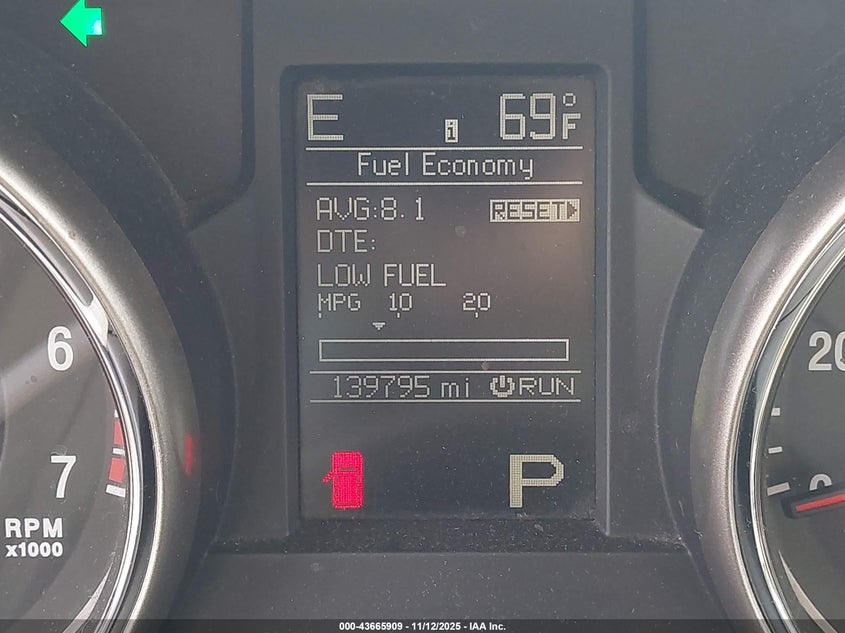 E
69°F
i
Fuel Economy
AVG:8.1 RESET
DTE:
LOW FUEL
MPG 10 20
139795 mi RUN
P
6
7
RPM
x1000
20
0
000-43665909 - 11/12/2025 - IAA Inc.